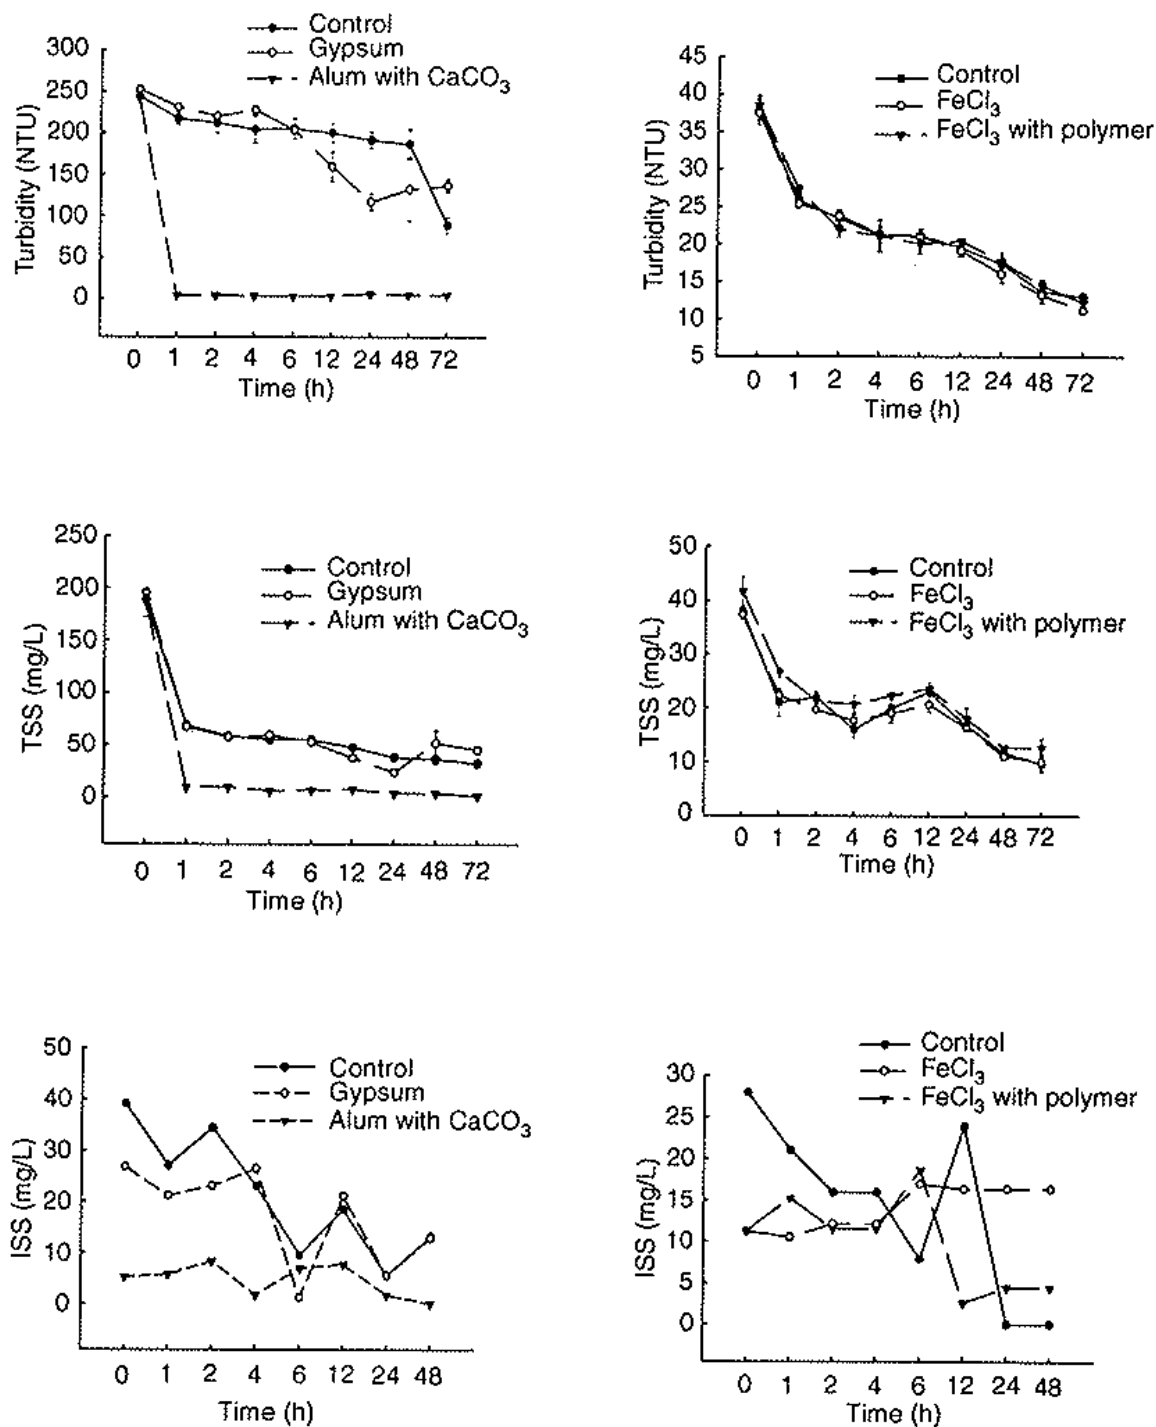 Control
Gypsum
Alum with CaCO3
300
250
200
150
100
50
0
Turbidity (NTU)
0 1 2 4 6 12 24 48 72
Time (h)
Control
FeCl3
FeCl3 with polymer
45
40
35
30
25
20
15
10
5
Turbidity (NTU)
0 1 2 4 6 12 24 48 72
Time (h)
Control
Gypsum
Alum with CaCO3
250
200
150
100
50
0
TSS (mg/L)
0 1 2 4 6 12 24 48 72
Time (h)
Control
FeCl3
FeCl3 with polymer
50
40
30
20
10
0
TSS (mg/L)
0 1 2 4 6 12 24 48 72
Time (h)
Control
Gypsum
Alum with CaCO3
50
40
30
20
10
0
ISS (mg/L)
0 1 2 4 6 12 24 48
Time (h)
Control
FeCl3
FeCl3 with polymer
30
25
20
15
10
5
0
ISS (mg/L)
0 1 2 4 6 12 24 48
Time (h)